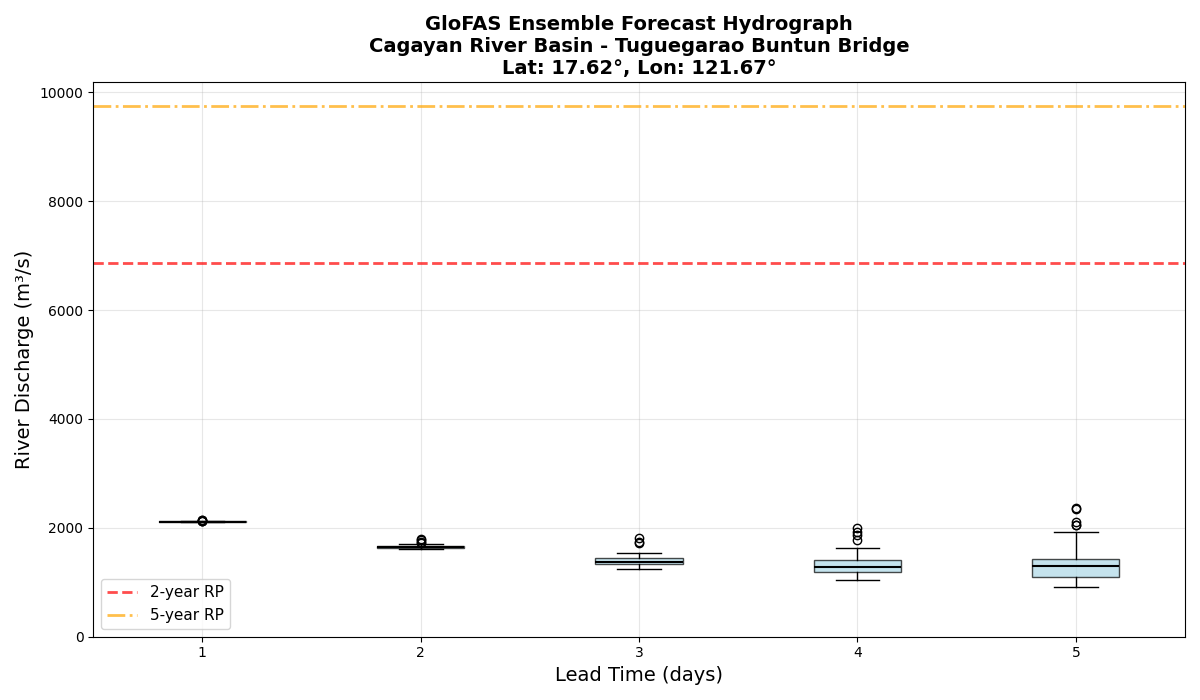 GloFAS Ensemble Forecast Hydrograph
Cagayan River Basin - Tuguegarao Buntun Bridge
Lat: 17.62°, Lon: 121.67°
River Discharge (m³/s)
10000
8000
6000
4000
2000
0
2-year RP
5-year RP
1 2 3 4 5
Lead Time (days)